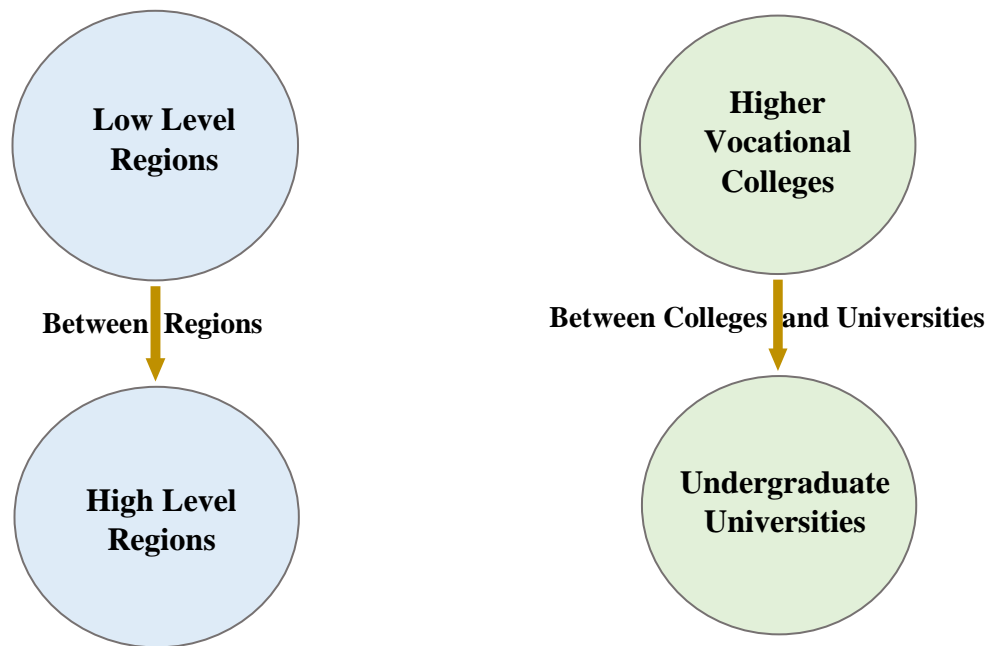 Low Level
Regions
Between Regions
High Level
Regions
Higher
Vocational
Colleges
Between Colleges and Universities
Undergraduate
Universities